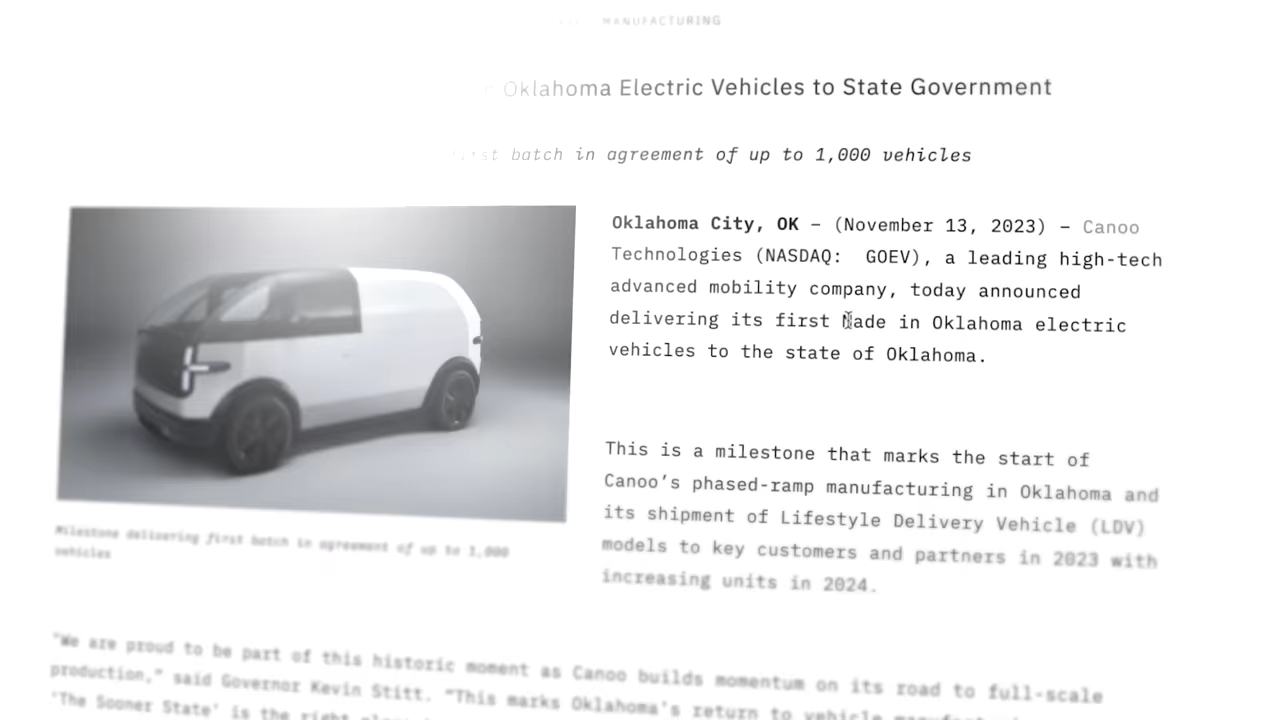 MANUFACTURING
Oklahoma Electric Vehicles to State Government
first batch in agreement of up to 1,000 vehicles
Oklahoma City, OK – (November 13, 2023) – Canoo
Technologies (NASDAQ: GOEV), a leading high-tech
advanced mobility company, today announced
delivering its first Made in Oklahoma electric
vehicles to the state of Oklahoma.
This is a milestone that marks the start of
Canoo’s phased-ramp manufacturing in Oklahoma and
its shipment of Lifestyle Delivery Vehicle (LDV)
models to key customers and partners in 2023 with
increasing units in 2024.
Milestone delivering first batch in agreement of up to 1,000
vehicles
"We are proud to be part of this historic moment as Canoo builds momentum on its road to full-scale
production,” said Governor Kevin Stitt. “This marks Oklahoma’s return to vehicle
‘The Sooner State’ is the right